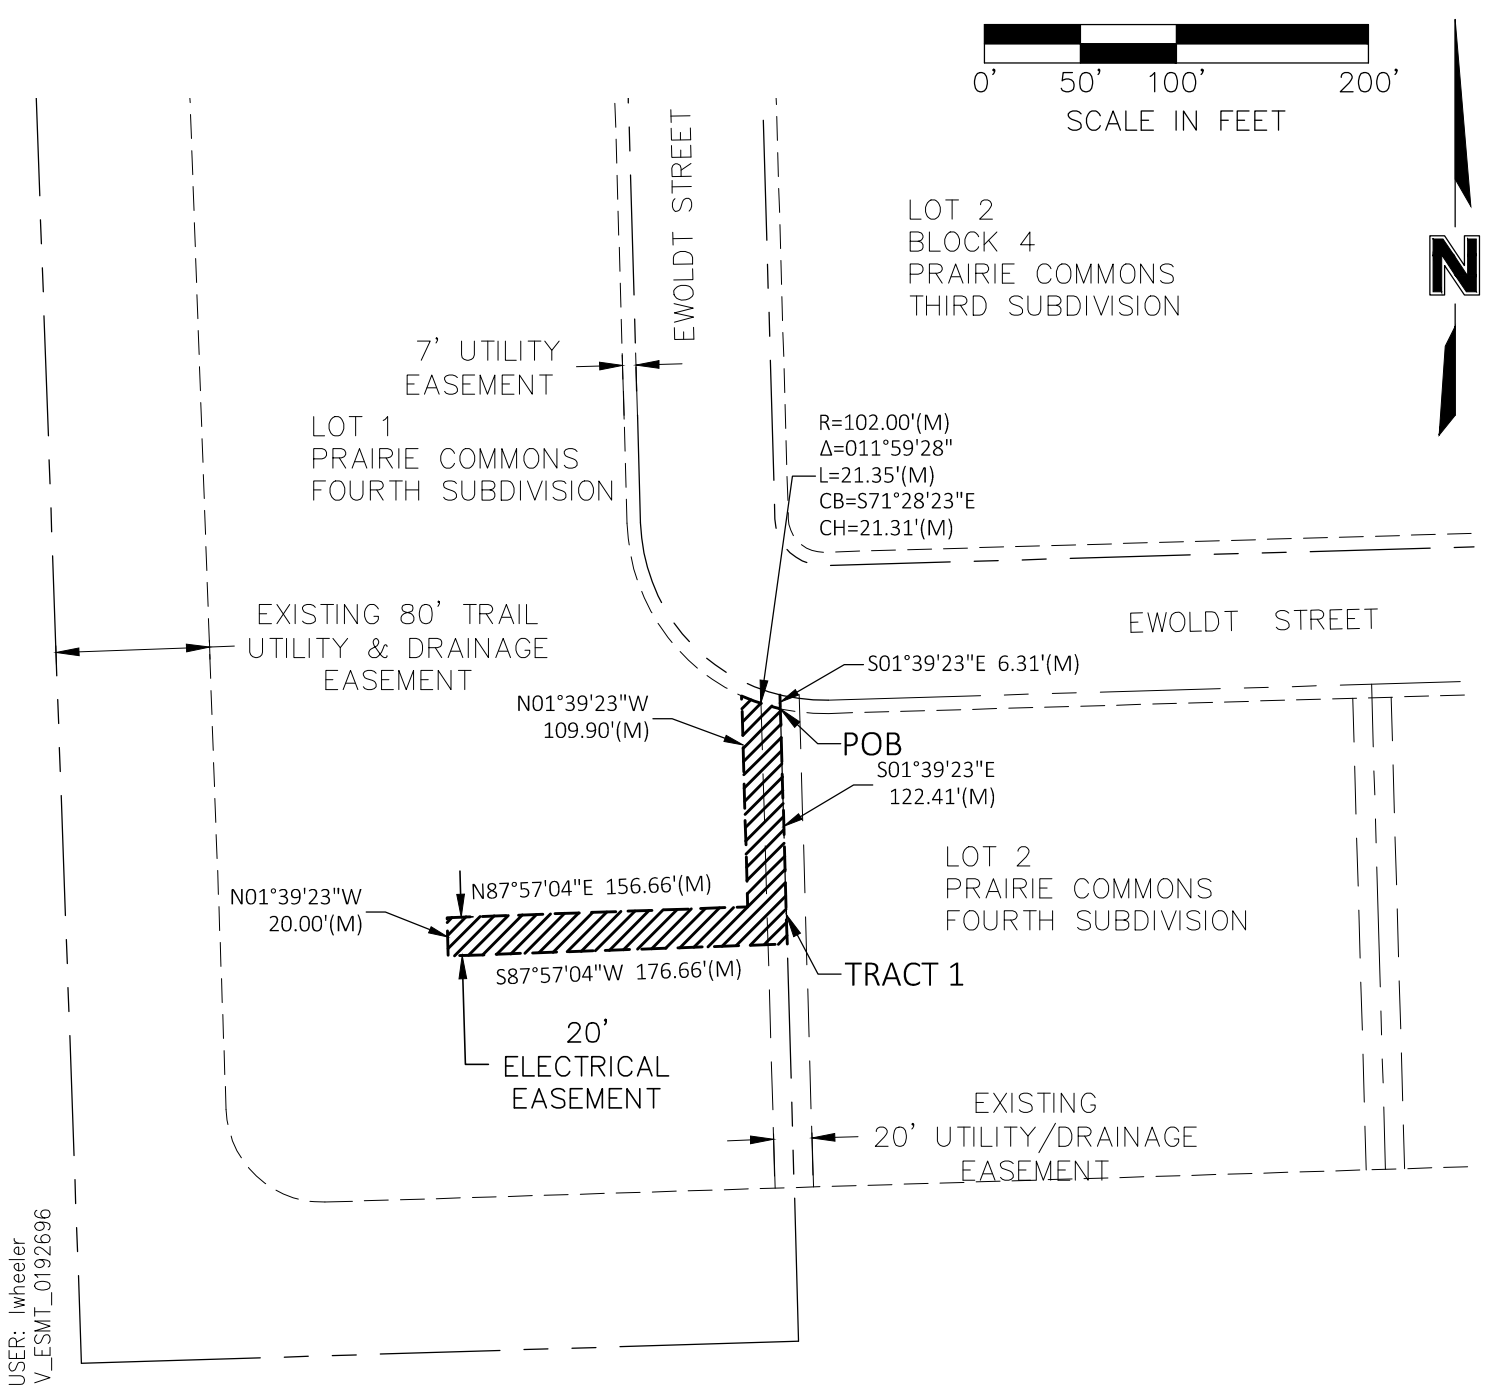 0' 50' 100' 200'
SCALE IN FEET
N
EWOLDT STREET
LOT 2
BLOCK 4
PRAIRIE COMMONS
THIRD SUBDIVISION
7' UTILITY
EASEMENT
LOT 1
PRAIRIE COMMONS
FOURTH SUBDIVISION
R=102.00'(M)
Δ=011°59'28"
L=21.35'(M)
CB=S71°28'23"E
CH=21.31'(M)
EXISTING 80' TRAIL
UTILITY & DRAINAGE
EASEMENT
EWOLDT STREET
S01°39'23"E 6.31'(M)
N01°39'23"W
109.90'(M)
POB
S01°39'23"E
122.41'(M)
LOT 2
PRAIRIE COMMONS
FOURTH SUBDIVISION
N01°39'23"W
20.00'(M)
N87°57'04"E 156.66'(M)
S87°57'04"W 176.66'(M)
TRACT 1
20'
ELECTRICAL
EASEMENT
EXISTING
20' UTILITY/DRAINAGE
EASEMENT
USER: lwheeler
V_ESMT_0192696